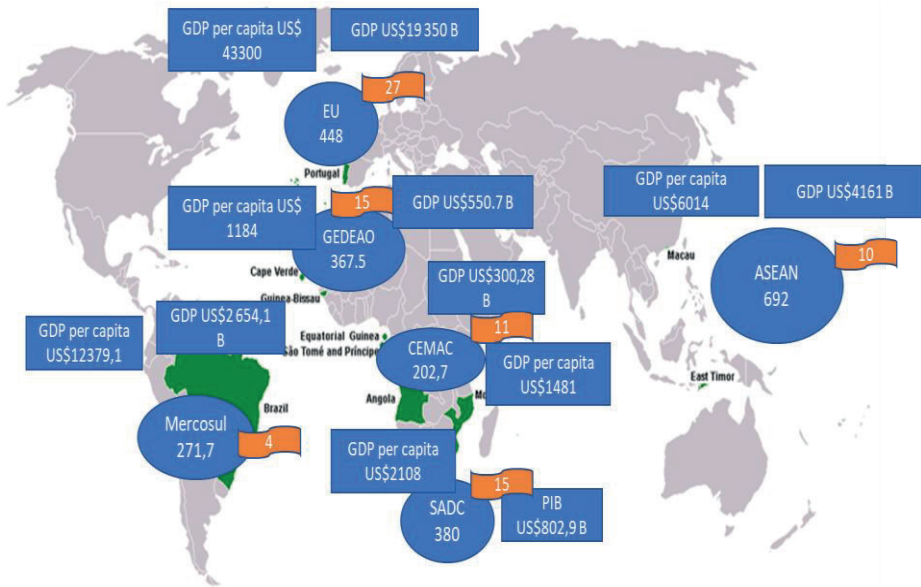 GDP per capita US$
43300
GDP US$19 350 B
27
EU
448
Portugal
GDP per capita US$
1184
15
GDP US$550.7 B
GEDEAO
367.5
GDP per capita
US$6014
GDP US$4161 B
10
ASEAN
692
Macau
Cape Verde
Guinea-Bissau
GDP US$300,28
B
11
Equatorial Guinea
São Tomé and Príncipe
CEMAC
202,7
GDP per capita
US$1481
GDP per capita
US$12379,1
GDP US$2 654,1
B
Brazil
Mercosul
271,7
4
Angola
Mo
East Timor
GDP per capita
US$2108
15
SADC
380
PIB
US$802,9 B